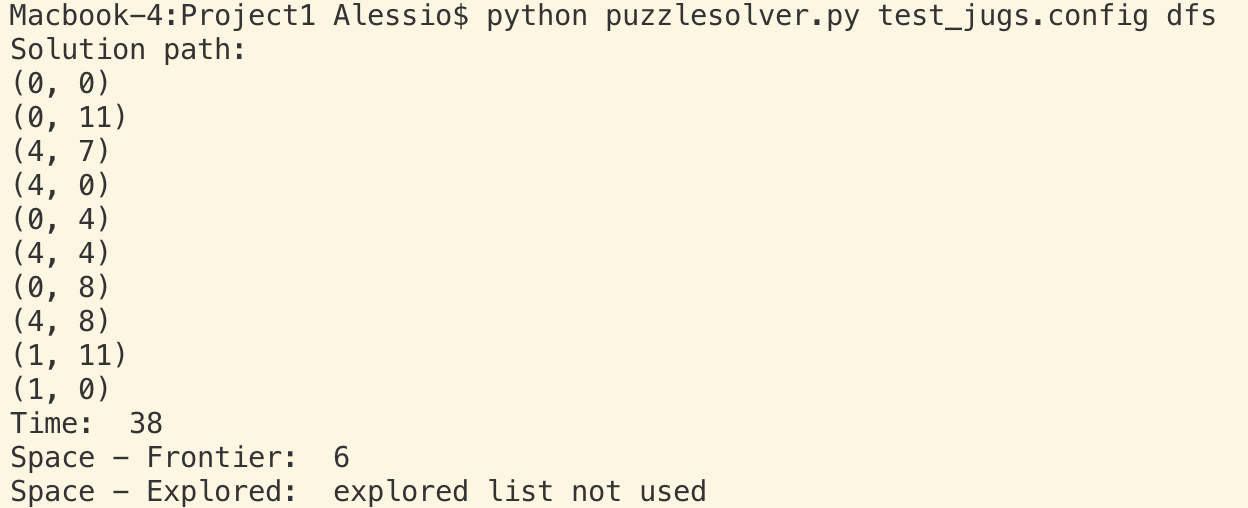 Macbook-4:Project1 Alessio$ python puzzlesolver.py test_jugs.config dfs
Solution path:
(0, 0)
(0, 11)
(4, 7)
(4, 0)
(0, 4)
(4, 4)
(0, 8)
(4, 8)
(1, 11)
(1, 0)
Time:  38
Space - Frontier:  6
Space - Explored:  explored list not used